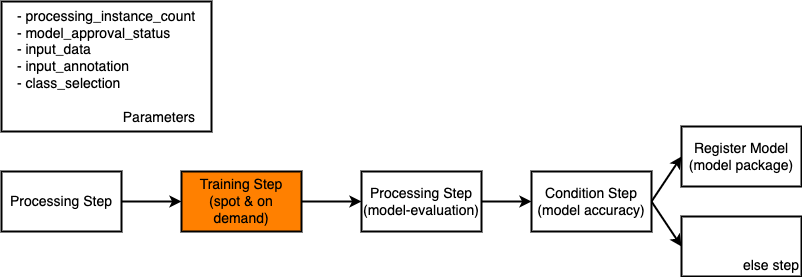 - processing_instance_count
- model_approval_status
- input_data
- input_annotation
- class_selection
Parameters
Processing Step
Training Step
(spot & on
demand)
Processing Step
(model-evaluation)
Condition Step
(model accuracy)
Register Model
(model package)
else step